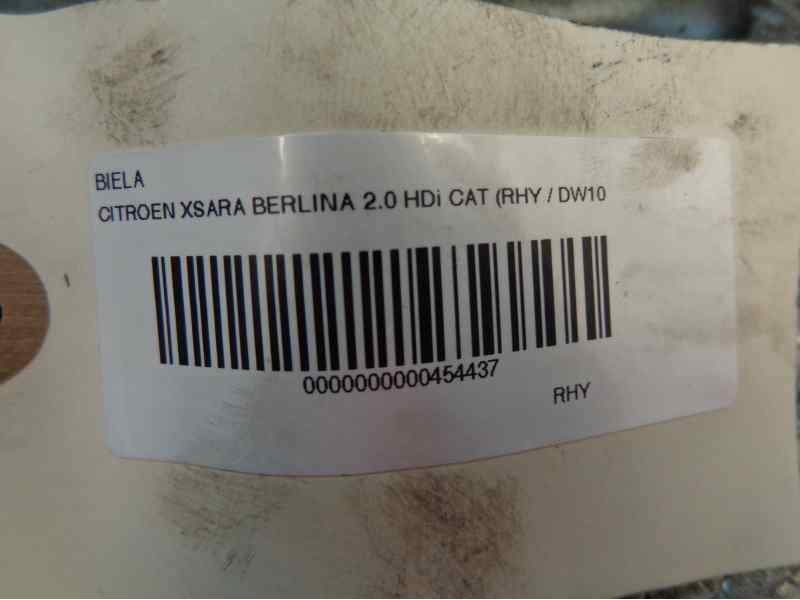 BIELA
CITROEN XSARA BERLINA 2.0 HDi CAT (RHY / DW10
0000000000454437
RHY